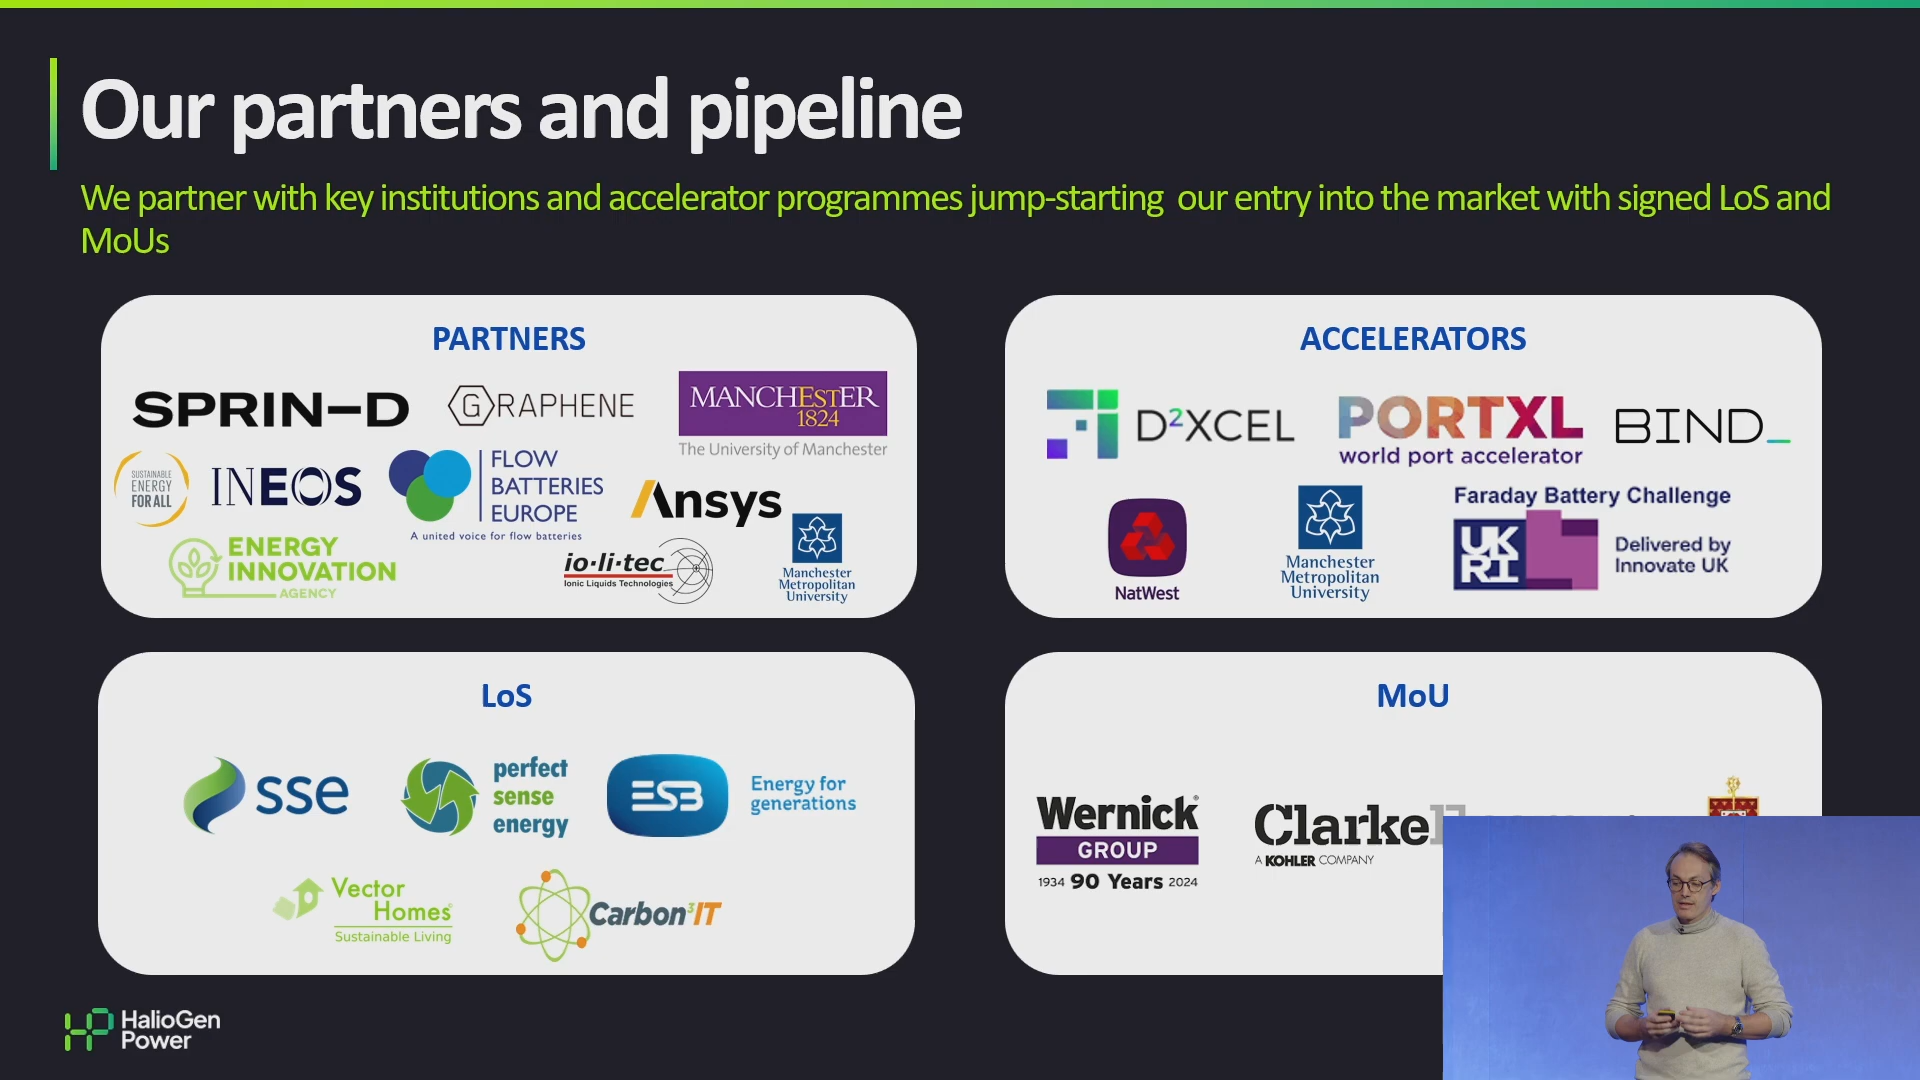 Our partners and pipeline
We partner with key institutions and accelerator programmes jump-starting our entry into the market with signed LoS and
MoUs
PARTNERS
SPRIN-D
GRAPHENE
MANCHESTER
1824
The University of Manchester
SUSTAINABLE
ENERGY
FOR ALL
INEOS
FLOW
BATTERIES
EUROPE
A united voice for flow batteries
Ansys
ENERGY
INNOVATION
AGENCY
io·li·tec
Ionic Liquids Technologies
Manchester
Metropolitan
University
ACCELERATORS
D²XCEL
PORTXL
world port accelerator
BIND_
NatWest
Manchester
Metropolitan
University
Faraday Battery Challenge
UK
RI
Delivered by
Innovate UK
LoS
sse
perfect
sense
energy
ESB
Energy for
generations
Vector
Homes®
Sustainable Living
Carbon³IT
MoU
Wernick®
GROUP
1934 90 Years 2024
Clarke
A KOHLER COMPANY
HalioGen
Power